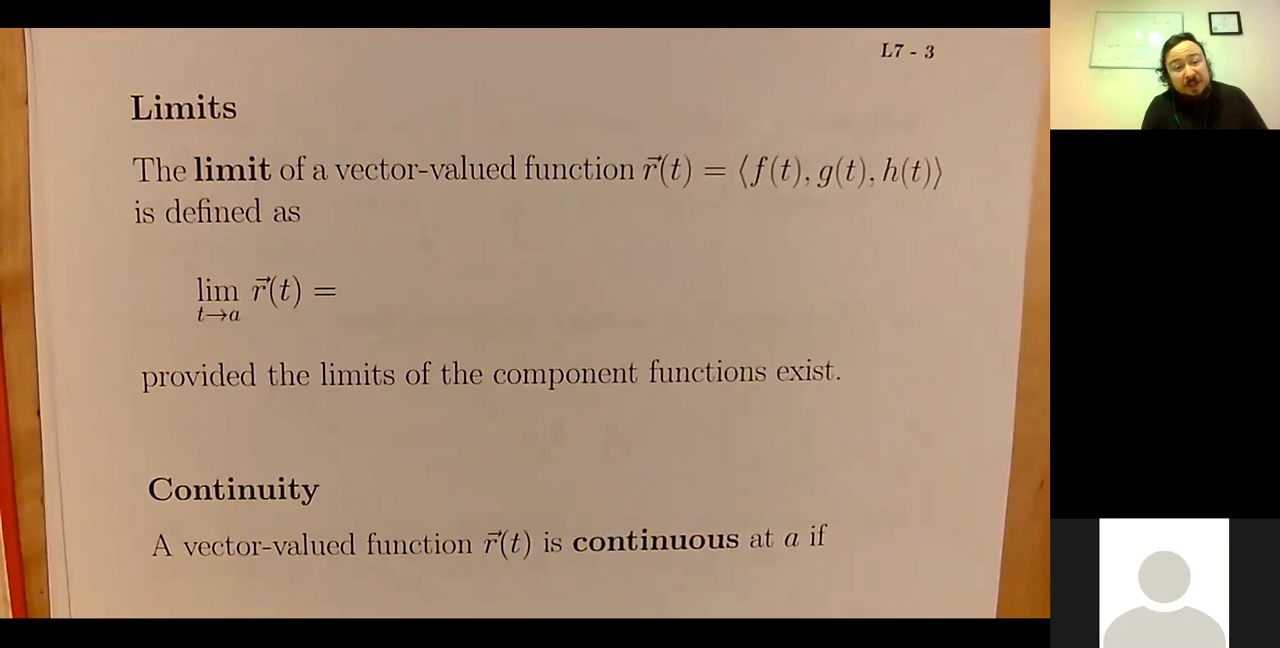 L7 - 3
Limits
The limit of a vector-valued function r⃗(t) = ⟨f(t), g(t), h(t)⟩
is defined as
lim r⃗(t) =
t→a
provided the limits of the component functions exist.
Continuity
A vector-valued function r⃗(t) is continuous at a if